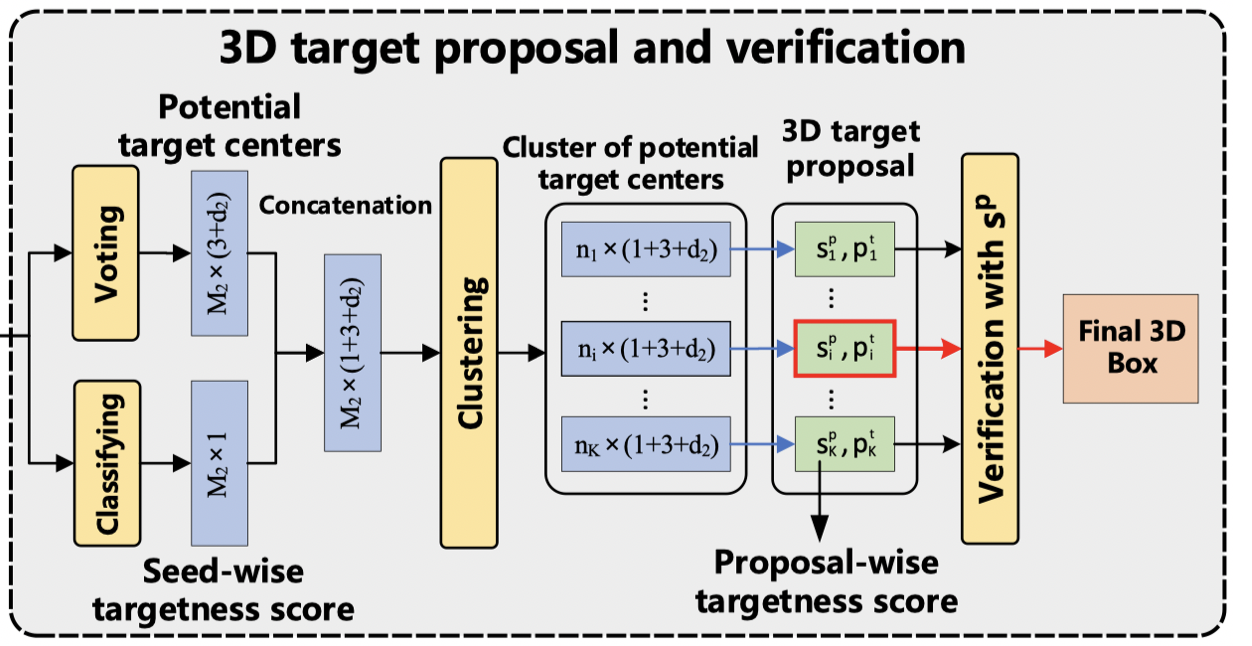 3D target proposal and verification
Potential
target centers
Voting
M₂ × (3+d₂)
Classifying
M₂ × 1
Seed-wise
targetness score
Concatenation
M₂ × (1+3+d₂)
Clustering
Cluster of potential
target centers
n₁ × (1+3+d₂)
⋮
nᵢ × (1+3+d₂)
⋮
n_K × (1+3+d₂)
3D target
proposal
s₁ᵖ, p₁ᵗ
⋮
sᵢᵖ, pᵢᵗ
⋮
s_Kᵖ, p_Kᵗ
Proposal-wise
targetness score
Verification with sᵖ
Final 3D
Box